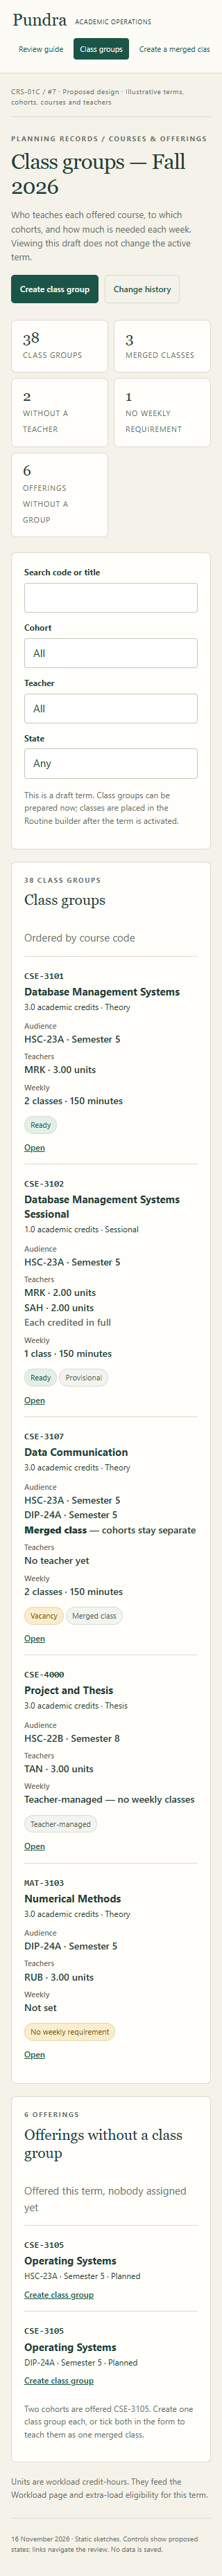 Pundra ACADEMIC OPERATIONS
Review guide Class groups Create a merged clas
CRS-01C / #7 · Proposed design · Illustrative terms,
cohorts, courses and teachers
PLANNING RECORDS / COURSES & OFFERINGS
Class groups — Fall
2026
Who teaches each offered course, to which
cohorts, and how much is needed each week.
Viewing this draft does not change the active
term.
Create class group Change history
38
CLASS GROUPS
3
MERGED CLASSES
2
WITHOUT A
TEACHER
1
NO WEEKLY
REQUIREMENT
6
OFFERINGS
WITHOUT A
GROUP
Search code or title
Cohort
All
Teacher
All
State
Any
This is a draft term. Class groups can be
prepared now; classes are placed in the
Routine builder after the term is activated.
38 CLASS GROUPS
Class groups
Ordered by course code
CSE-3101
Database Management Systems
3.0 academic credits · Theory
Audience
HSC-23A · Semester 5
Teachers
MRK · 3.00 units
Weekly
2 classes · 150 minutes
Ready
Open
CSE-3102
Database Management Systems
Sessional
1.0 academic credits · Sessional
Audience
HSC-23A · Semester 5
Teachers
MRK · 2.00 units
SAH · 2.00 units
Each credited in full
Weekly
1 class · 150 minutes
Ready Provisional
Open
CSE-3107
Data Communication
3.0 academic credits · Theory
Audience
HSC-23A · Semester 5
DIP-24A · Semester 5
Merged class — cohorts stay separate
Teachers
No teacher yet
Weekly
2 classes · 150 minutes
Vacancy Merged class
Open
CSE-4000
Project and Thesis
3.0 academic credits · Thesis
Audience
HSC-22B · Semester 8
Teachers
TAN · 3.00 units
Weekly
Teacher-managed — no weekly classes
Teacher-managed
Open
MAT-3103
Numerical Methods
3.0 academic credits · Theory
Audience
DIP-24A · Semester 5
Teachers
RUB · 3.00 units
Weekly
Not set
No weekly requirement
Open
6 OFFERINGS
Offerings without a class
group
Offered this term, nobody assigned
yet
CSE-3105
Operating Systems
HSC-23A · Semester 5 · Planned
Create class group
CSE-3105
Operating Systems
DIP-24A · Semester 5 · Planned
Create class group
Two cohorts are offered CSE-3105. Create one
class group each, or tick both in the form to
teach them as one merged class.
Units are workload credit-hours. They feed the
Workload page and extra-load eligibility for this term.
16 November 2026 · Static sketches. Controls show proposed
states; links navigate the review. No data is saved.